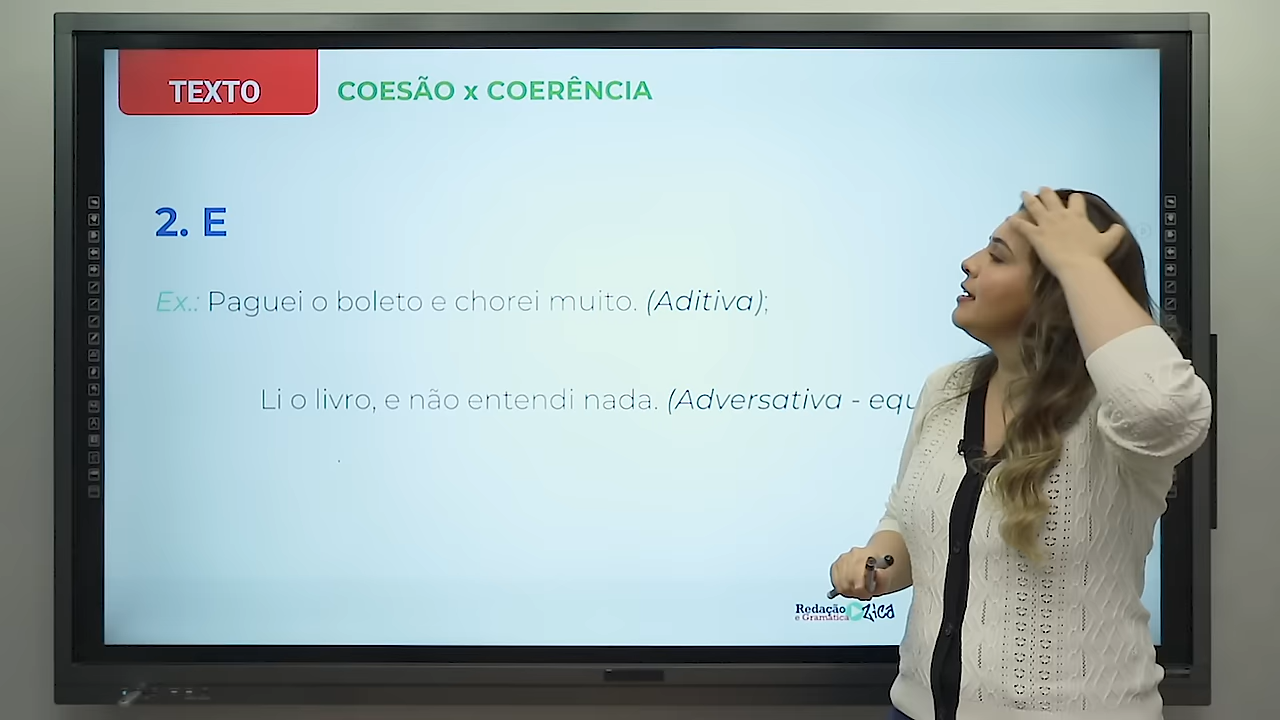 TEXTO
COESÃO x COERÊNCIA
2. E
Ex.: Paguei o boleto e chorei muito. (Aditiva);
Li o livro, e não entendi nada. (Adversativa - equ
Redação Zica
e Gramática